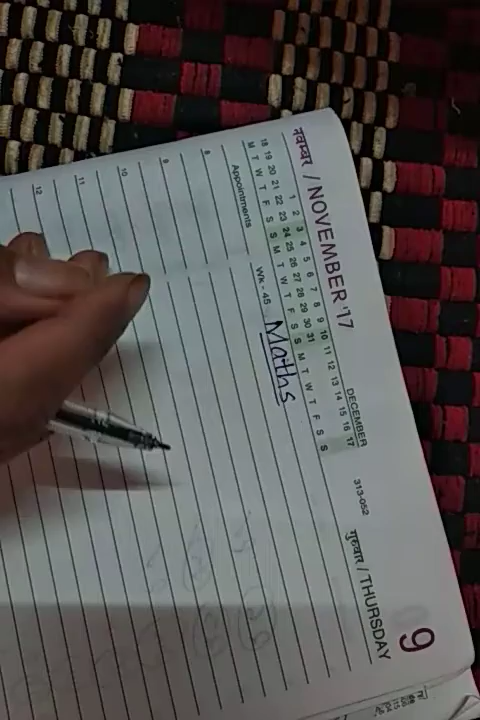 नवम्बर / NOVEMBER '17
DECEMBER
313-052
गुरुवार / THURSDAY
9
1 2 3 4 5 6 7 8 9 10 11 12 13 14 15 16 17
18 19 20 21 22 23 24 25 26 27 28 29 30 31
M T W T F S S M T W T F S S M T W T F S S
Appointments
Wk - 45
Maths
8
9
10
11
12